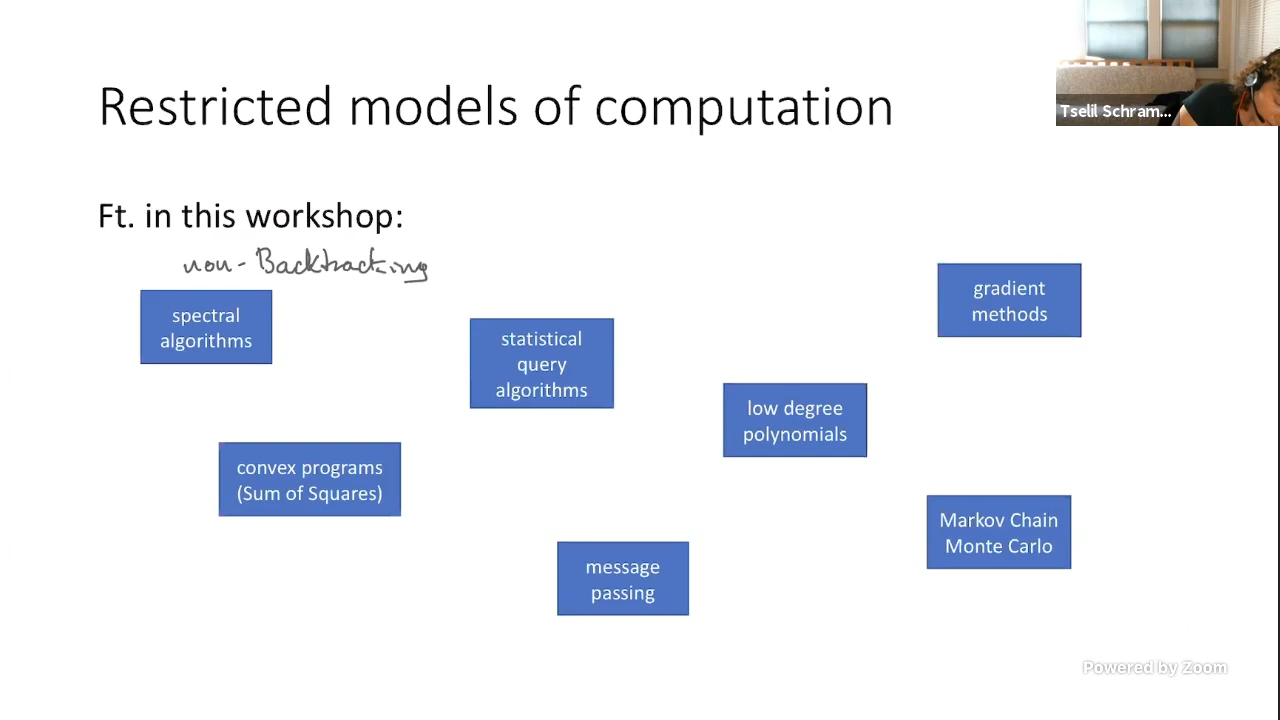 Restricted models of computation
Tselil Schram...
Ft. in this workshop:
non-Backtracking
spectral
algorithms
statistical
query
algorithms
gradient
methods
low degree
polynomials
convex programs
(Sum of Squares)
Markov Chain
Monte Carlo
message
passing
Powered by Zoom